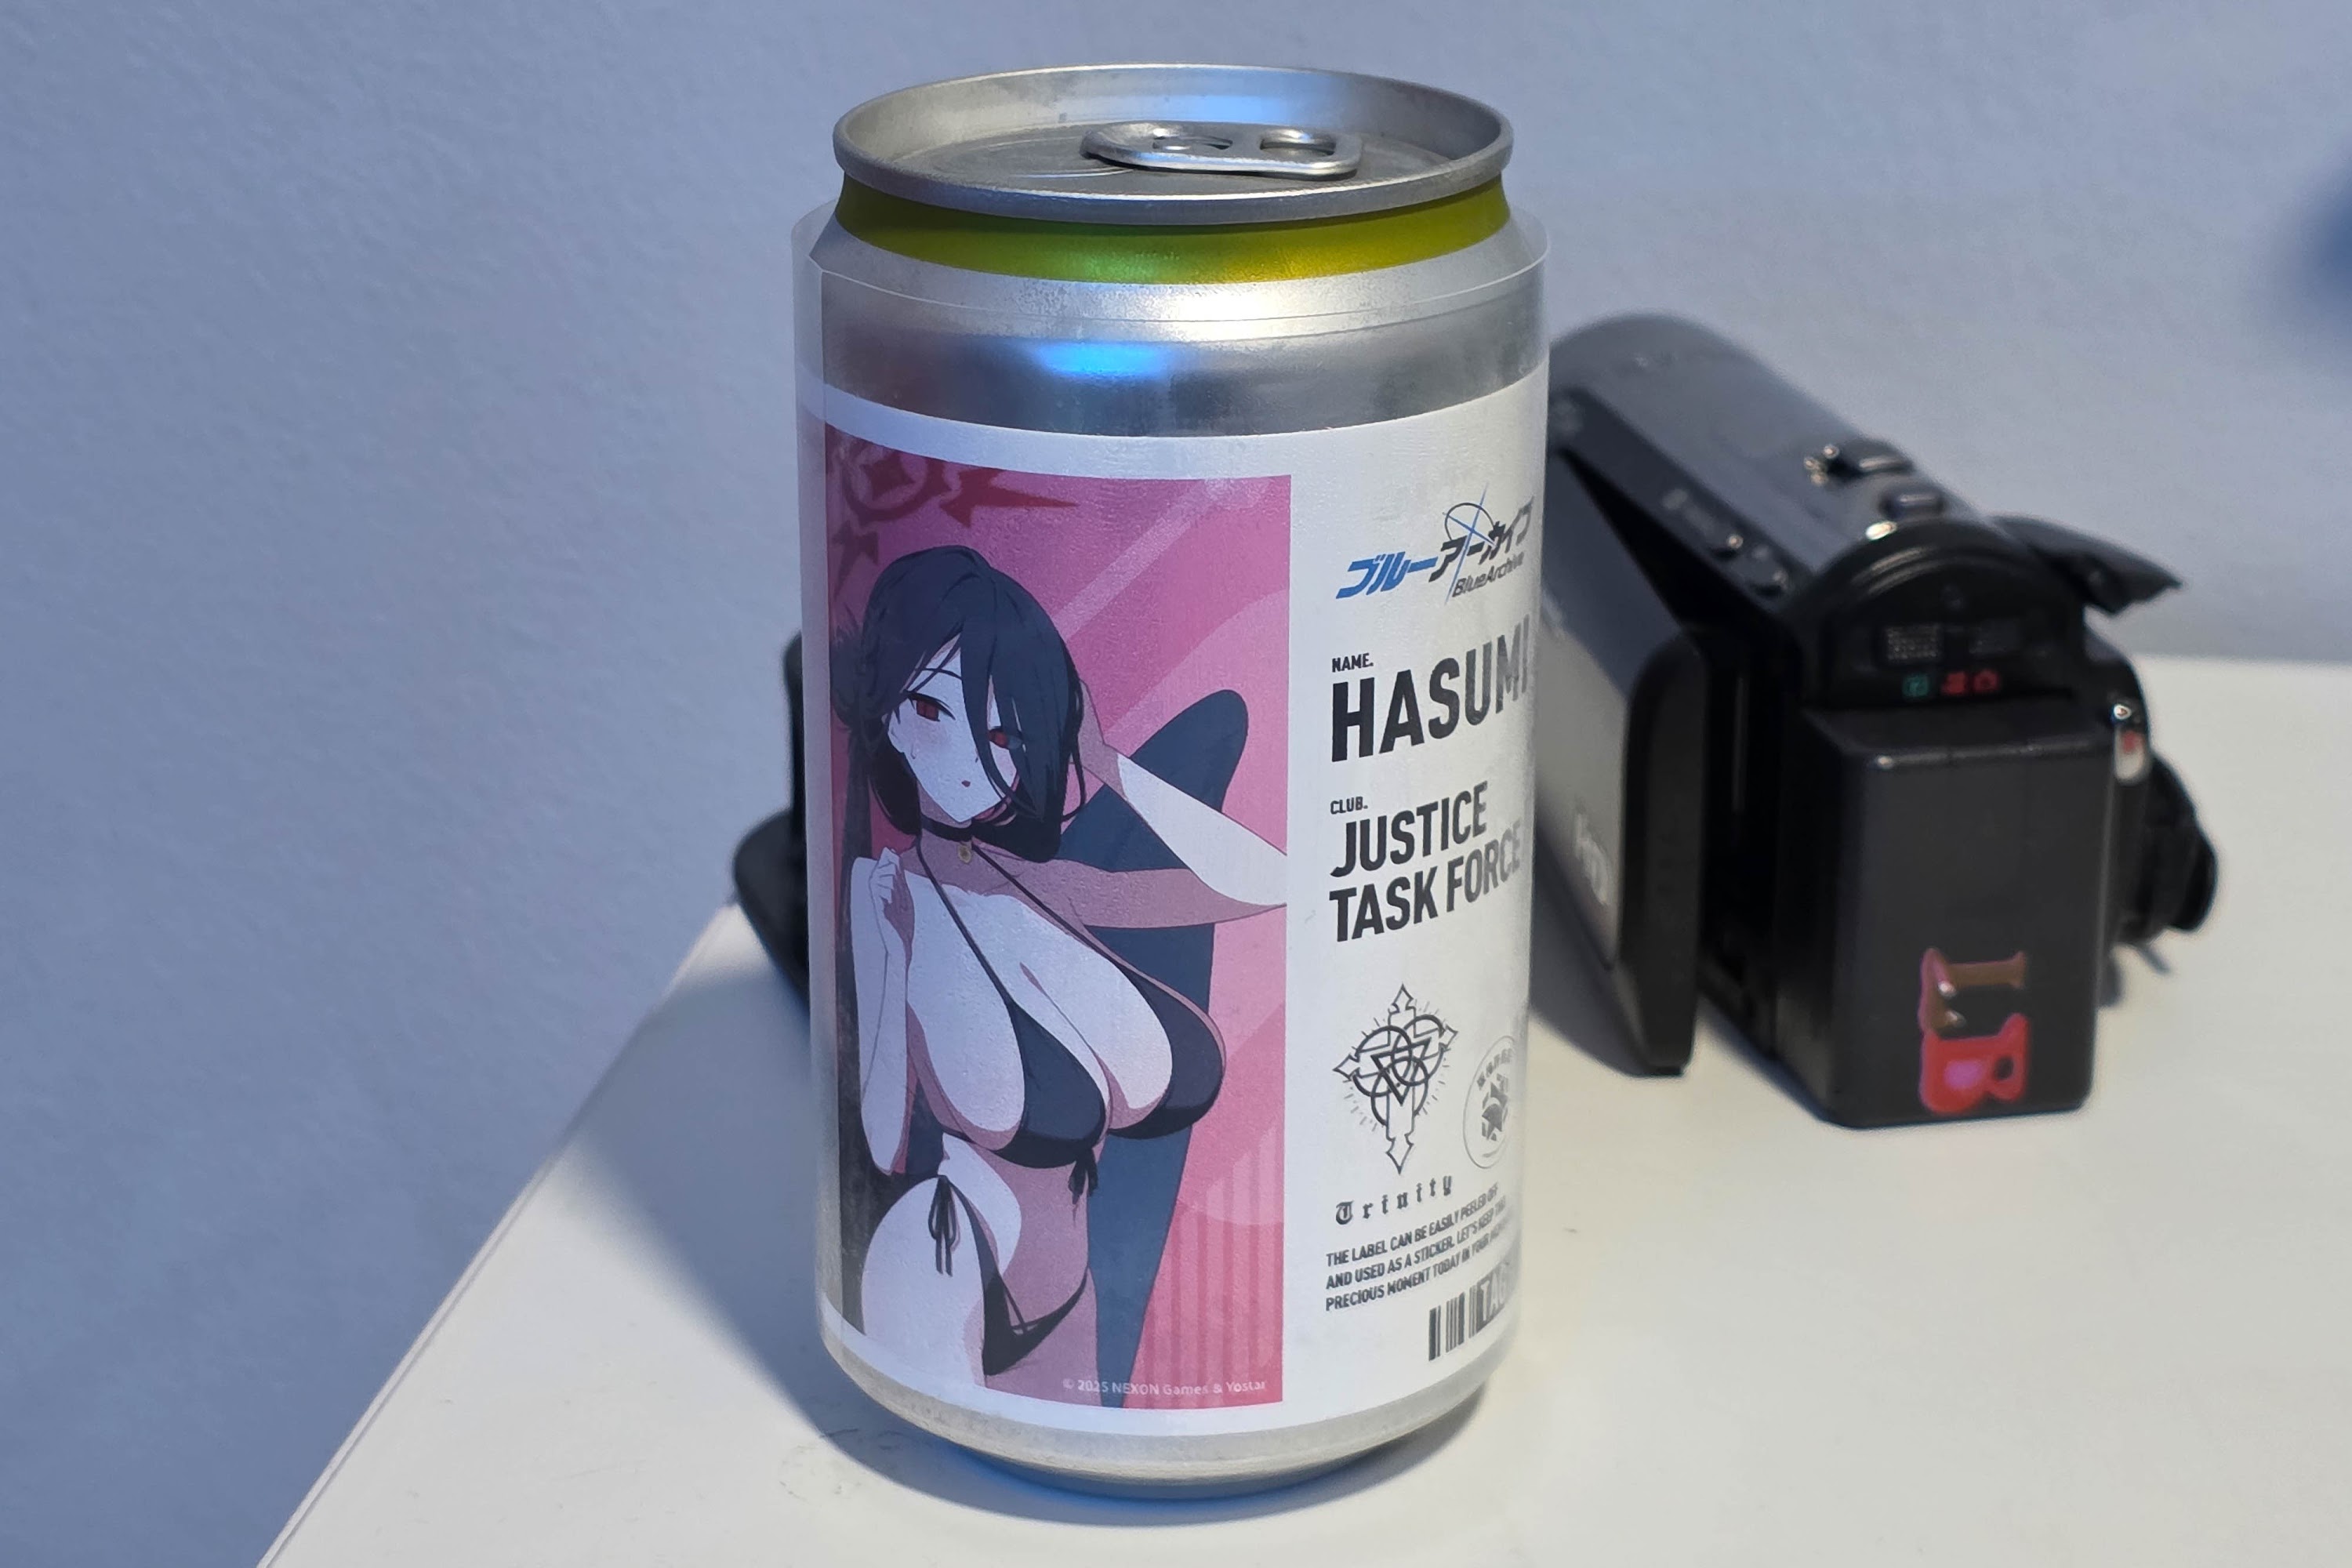 ブルーアーカイブ
BlueArchive
NAME.
HASUMI
CLUB.
JUSTICE
TASK FORCE
Trinity
THE LABEL CAN BE EASILY PEELED OFF
AND USED AS A STICKER. LET'S KEEP THE
PRECIOUS MOMENT TODAY IN YOUR
© 2025 NEXON Games & Yostar
LB